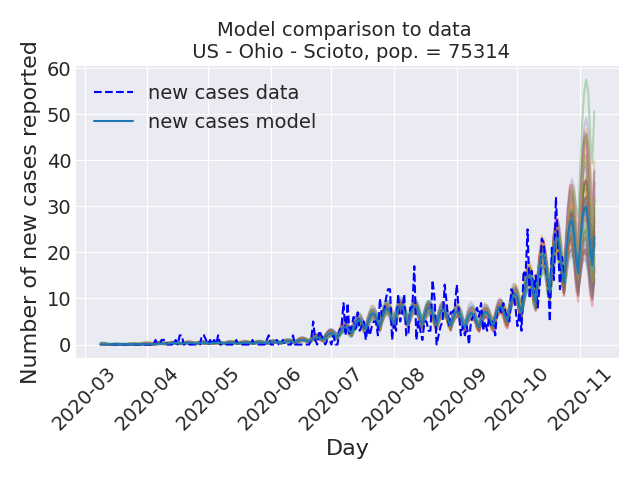 Model comparison to data
US - Ohio - Scioto, pop. = 75314
Number of new cases reported
60
50
40
30
20
10
0
new cases data
new cases model
2020-03
2020-04
2020-05
2020-06
2020-07
2020-08
2020-09
2020-10
2020-11
Day